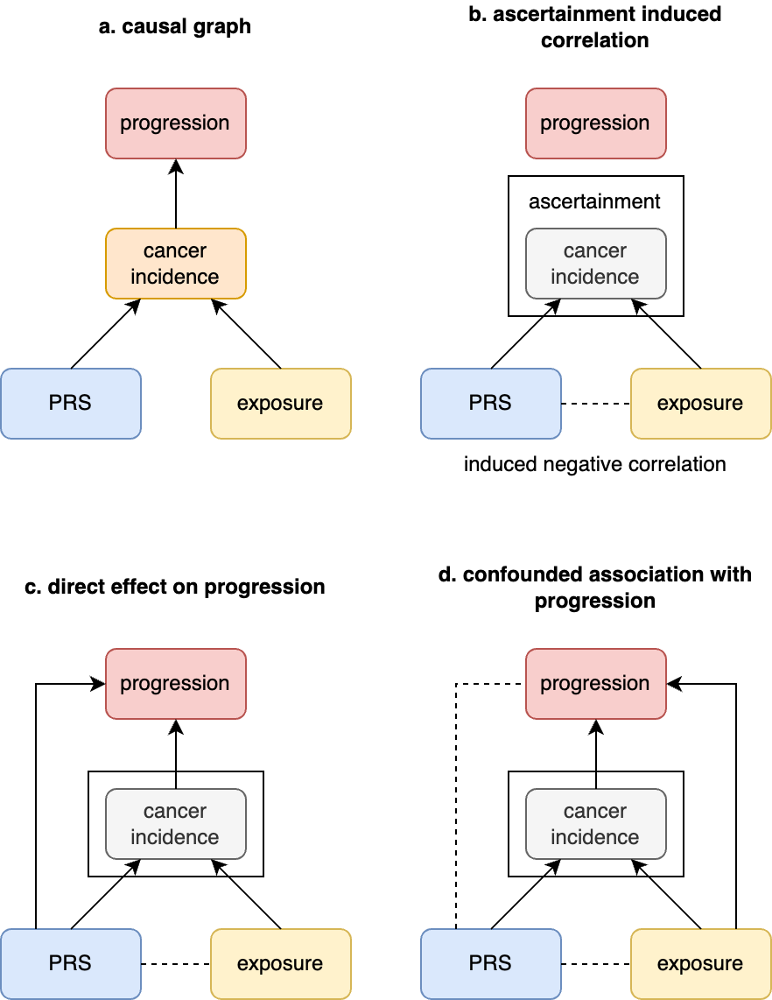 a. causal graph
progression
cancer
incidence
PRS
exposure
b. ascertainment induced
correlation
progression
ascertainment
cancer
incidence
PRS
exposure
induced negative correlation
c. direct effect on progression
progression
cancer
incidence
PRS
exposure
d. confounded association with
progression
progression
cancer
incidence
PRS
exposure